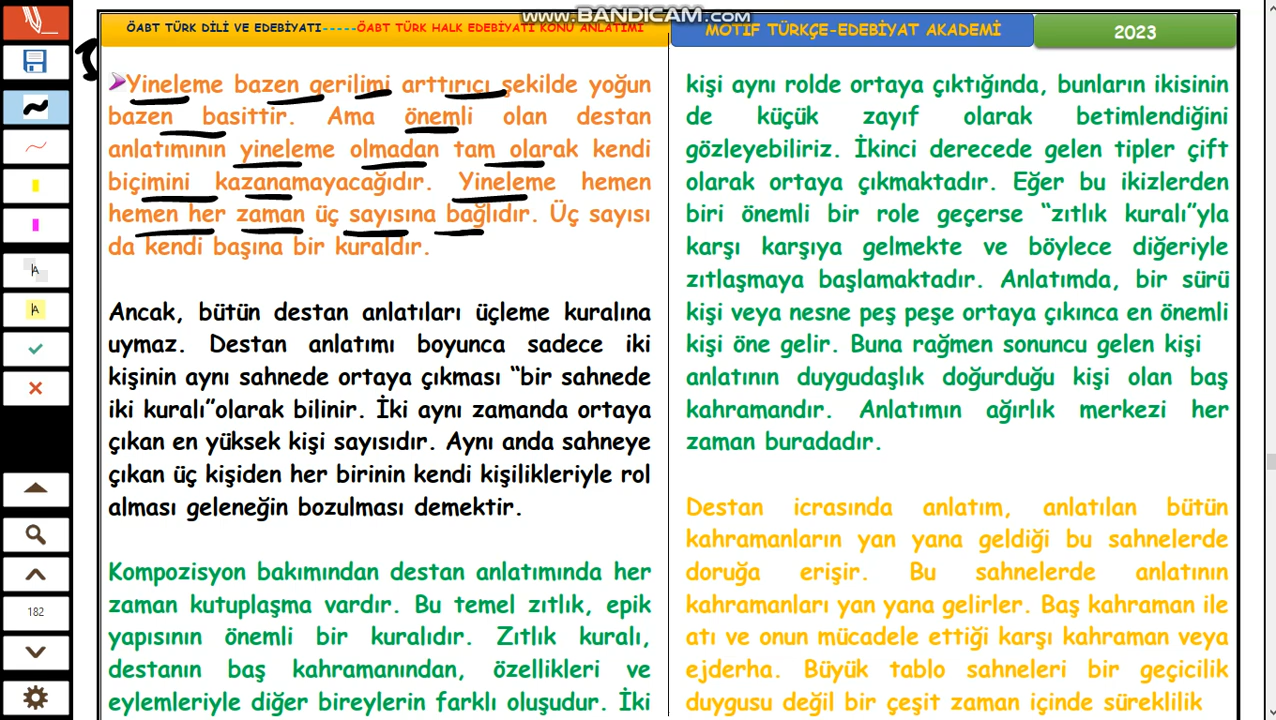 www.BANDICAM.com
ÖABT TÜRK DİLİ VE EDEBİYATI-----ÖABT TÜRK HALK EDEBİYATI KONU ANLATIMI
MOTİF TÜRKÇE-EDEBİYAT AKADEMİ
2023
Yineleme bazen gerilimi arttırıcı şekilde yoğun
bazen basittir. Ama önemli olan destan
anlatımının yineleme olmadan tam olarak kendi
biçimini kazanamayacağıdır. Yineleme hemen
hemen her zaman üç sayısına bağlıdır. Üç sayısı
da kendi başına bir kuraldır.
Ancak, bütün destan anlatıları üçleme kuralına
uymaz. Destan anlatımı boyunca sadece iki
kişinin aynı sahnede ortaya çıkması “bir sahnede
iki kuralı”olarak bilinir. İki aynı zamanda ortaya
çıkan en yüksek kişi sayısıdır. Aynı anda sahneye
çıkan üç kişiden her birinin kendi kişilikleriyle rol
alması geleneğin bozulması demektir.
Kompozisyon bakımından destan anlatımında her
zaman kutuplaşma vardır. Bu temel zıtlık, epik
yapısının önemli bir kuralıdır. Zıtlık kuralı,
destanın baş kahramanından, özellikleri ve
eylemleriyle diğer bireylerin farklı oluşudur. İki
kişi aynı rolde ortaya çıktığında, bunların ikisinin
de küçük zayıf olarak betimlendiğini
gözleyebiliriz. İkinci derecede gelen tipler çift
olarak ortaya çıkmaktadır. Eğer bu ikizlerden
biri önemli bir role geçerse “zıtlık kuralı”yla
karşı karşıya gelmekte ve böylece diğeriyle
zıtlaşmaya başlamaktadır. Anlatımda, bir sürü
kişi veya nesne peş peşe ortaya çıkınca en önemli
kişi öne gelir. Buna rağmen sonuncu gelen kişi
anlatının duygudaşlık doğurduğu kişi olan baş
kahramandır. Anlatımın ağırlık merkezi her
zaman buradadır.
Destan icrasında anlatım, anlatılan bütün
kahramanların yan yana geldiği bu sahnelerde
doruğa erişir. Bu sahnelerde anlatının
kahramanları yan yana gelirler. Baş kahraman ile
atı ve onun mücadele ettiği karşı kahraman veya
ejderha. Büyük tablo sahneleri bir geçicilik
duygusu değil bir çeşit zaman içinde süreklilik
A
A
182